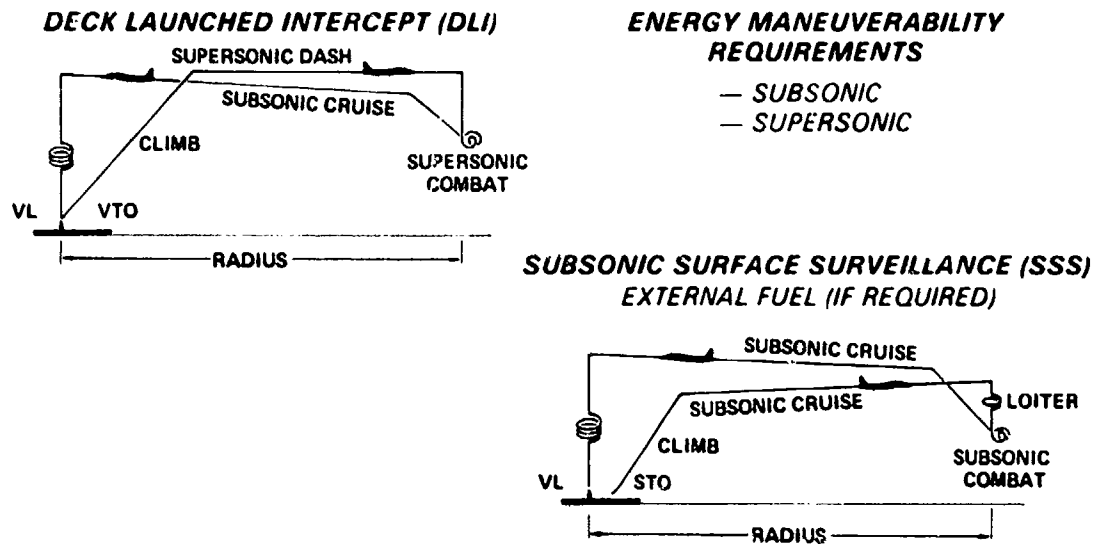 DECK LAUNCHED INTERCEPT (DLI)
SUPERSONIC DASH
SUBSONIC CRUISE
CLIMB
SUPERSONIC
COMBAT
VL VTO
RADIUS
ENERGY MANEUVERABILITY
REQUIREMENTS
— SUBSONIC
— SUPERSONIC
SUBSONIC SURFACE SURVEILLANCE (SSS)
EXTERNAL FUEL (IF REQUIRED)
SUBSONIC CRUISE
SUBSONIC CRUISE
LOITER
CLIMB
SUBSONIC
COMBAT
VL STO
RADIUS